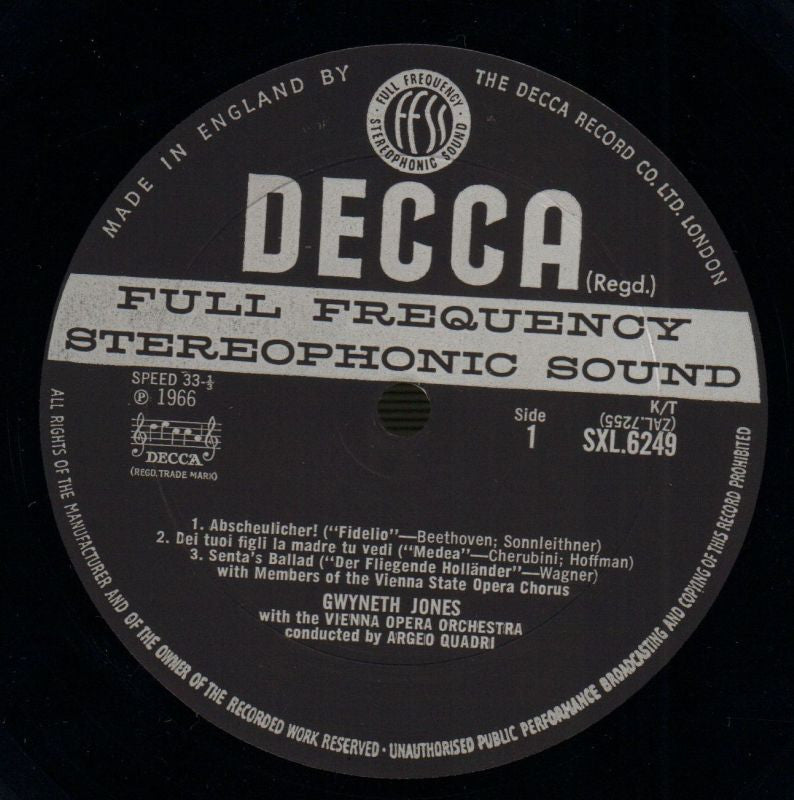 MADE IN ENGLAND BY
THE DECCA RECORD CO. LTD. LONDON
· FULL FREQUENCY ·
STEREOPHONIC SOUND
FFSS
DECCA
(Regd.)
FULL FREQUENCY
STEREOPHONIC SOUND
SPEED 33-⅓
Ⓟ 1966
DECCA
(REGD. TRADE MARK)
Side
1
K/T
(ZAL.7255)
SXL.6249
1. Abscheulicher! ("Fidelio"—Beethoven; Sonnleithner)
2. Dei tuoi figli la madre tu vedi ("Medea"—Cherubini; Hoffman)
3. Senta's Ballad ("Der Fliegende Holländer"—Wagner)
with Members of the Vienna State Opera Chorus
GWYNETH JONES
with the VIENNA OPERA ORCHESTRA
conducted by ARGEO QUADRI
ALL RIGHTS OF THE MANUFACTURER AND OF THE OWNER OF THE RECORDED WORK RESERVED · UNAUTHORISED PUBLIC PERFORMANCE BROADCASTING AND COPYING OF THIS RECORD PROHIBITED